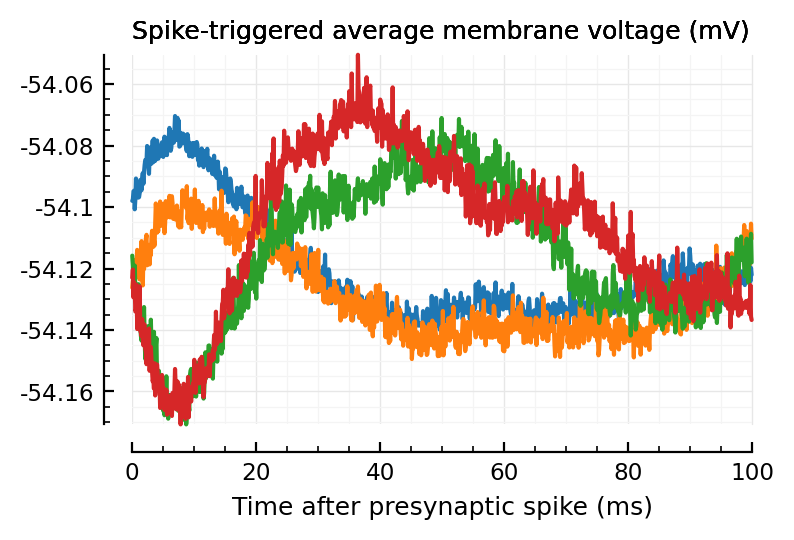 Spike-triggered average membrane voltage (mV)
-54.06
-54.08
-54.1
-54.12
-54.14
-54.16
0 20 40 60 80 100
Time after presynaptic spike (ms)